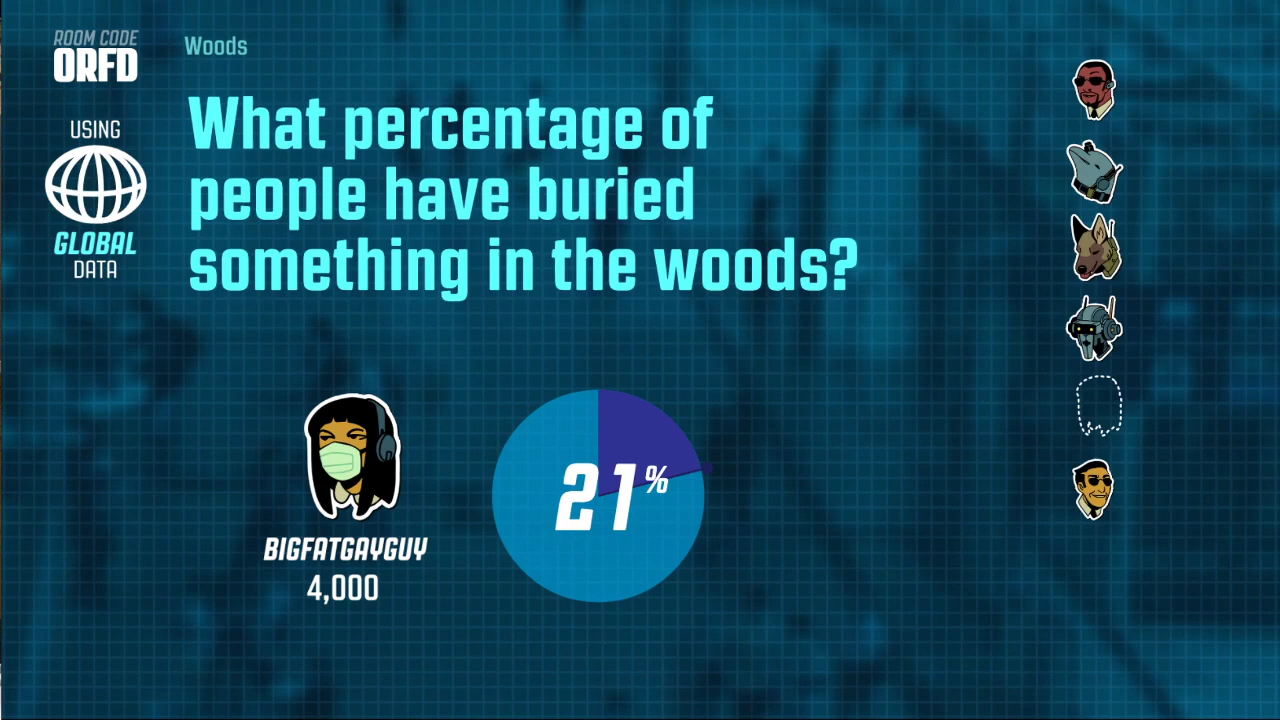 ROOM CODE
ORFD
Woods
USING
GLOBAL
DATA
What percentage of
people have buried
something in the woods?
21%
BIGFATGAYGUY
4,000